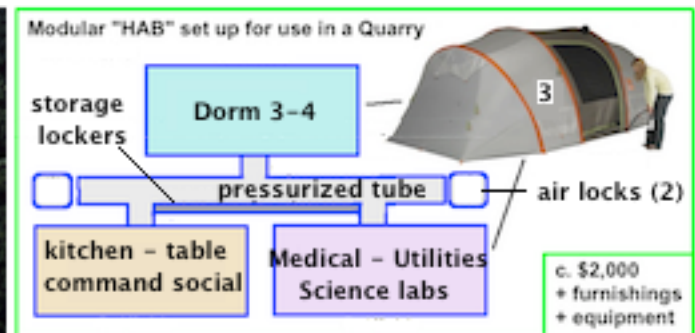 Modular "HAB" set up for use in a Quarry
storage
lockers
Dorm 3-4
3
pressurized tube
air locks (2)
kitchen - table
command social
Medical - Utilities
Science labs
c. $2,000
+ furnishings
+ equipment